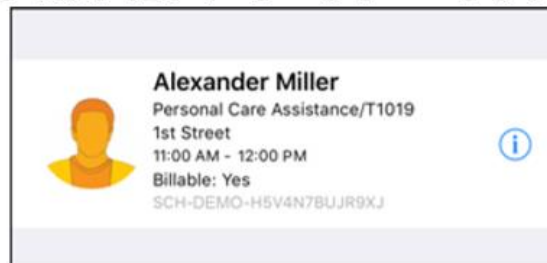 Alexander Miller
Personal Care Assistance/T1019
1st Street
11:00 AM - 12:00 PM
Billable: Yes
SCH-DEMO-H5V4N7BUJR9XJ